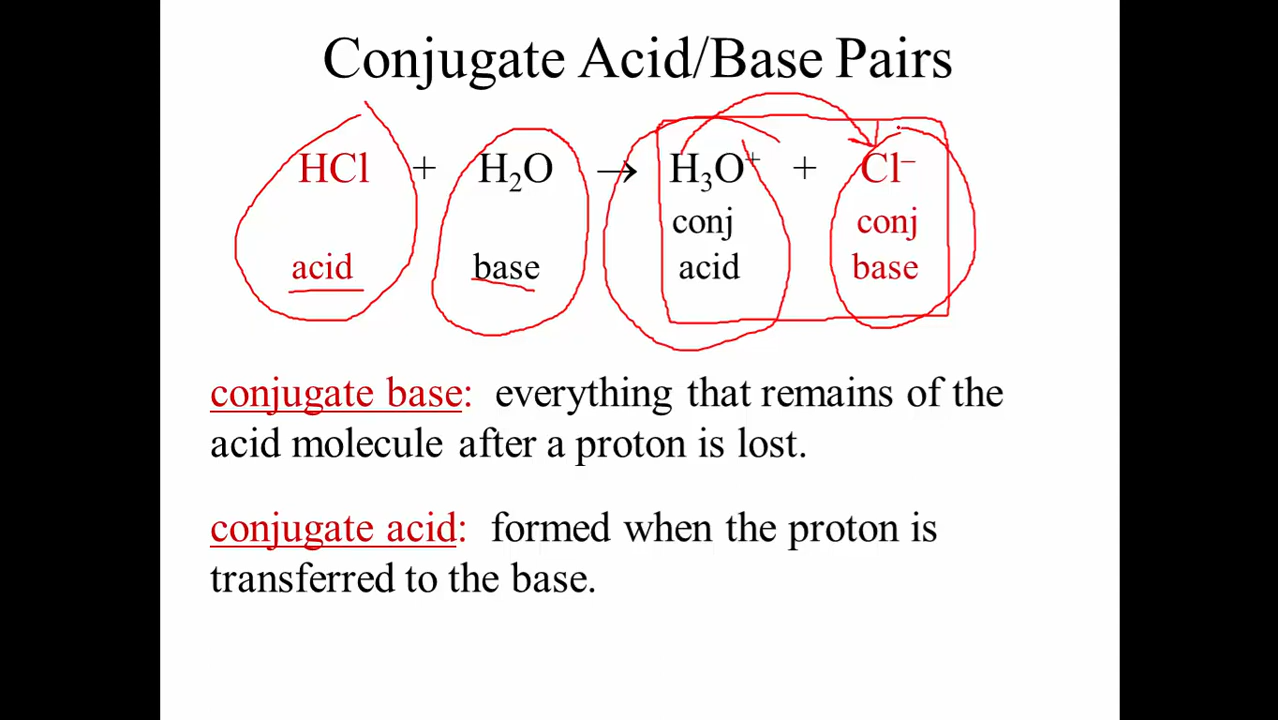 Conjugate Acid/Base Pairs
HCl + H₂O → H₃O⁺ + Cl⁻
conj conj
acid base acid base
conjugate base: everything that remains of the
acid molecule after a proton is lost.
conjugate acid: formed when the proton is
transferred to the base.